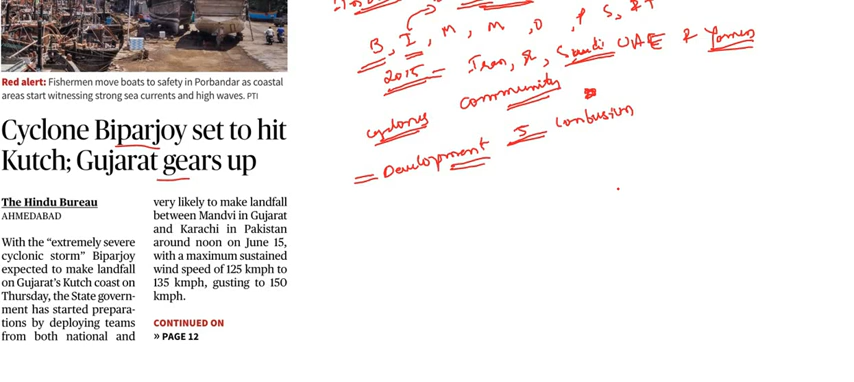 Red alert: Fishermen move boats to safety in Porbandar as coastal
areas start witnessing strong sea currents and high waves. PTI
Cyclone Biparjoy set to hit
Kutch; Gujarat gears up
The Hindu Bureau
AHMEDABAD
With the “extremely severe
cyclonic storm” Biparjoy
expected to make landfall
on Gujarat’s Kutch coast on
Thursday, the State govern-
ment has started prepara-
tions by deploying teams
from both national and
very likely to make landfall
between Mandvi in Gujarat
and Karachi in Pakistan
around noon on June 15,
with a maximum sustained
wind speed of 125 kmph to
135 kmph, gusting to 150
kmph.
CONTINUED ON
» PAGE 12
B, I, M, M, O, P S,
2015 = Iran, Saudi UAE & Yemen
cyclones community
= Development I